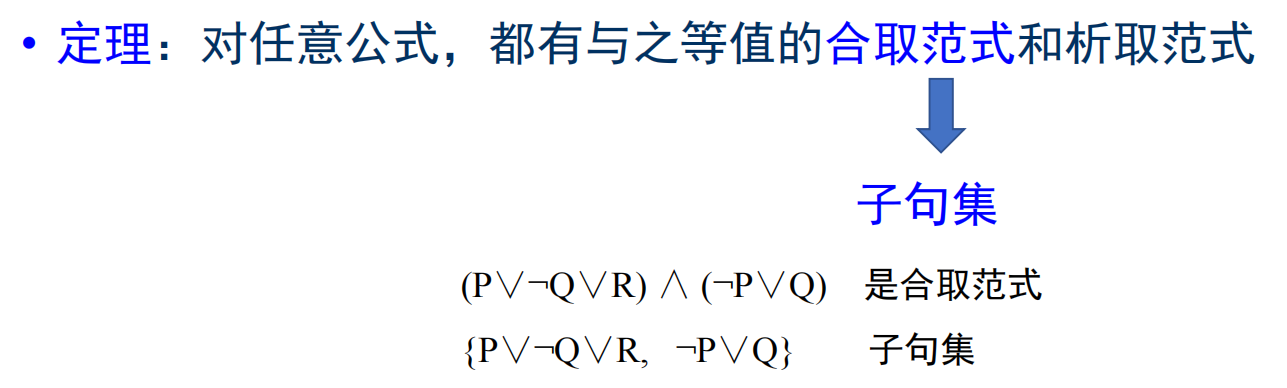 • 定理：对任意公式，都有与之等值的合取范式和析取范式
子句集
(P∨¬Q∨R) ∧ (¬P∨Q) 是合取范式
{P∨¬Q∨R, ¬P∨Q} 子句集